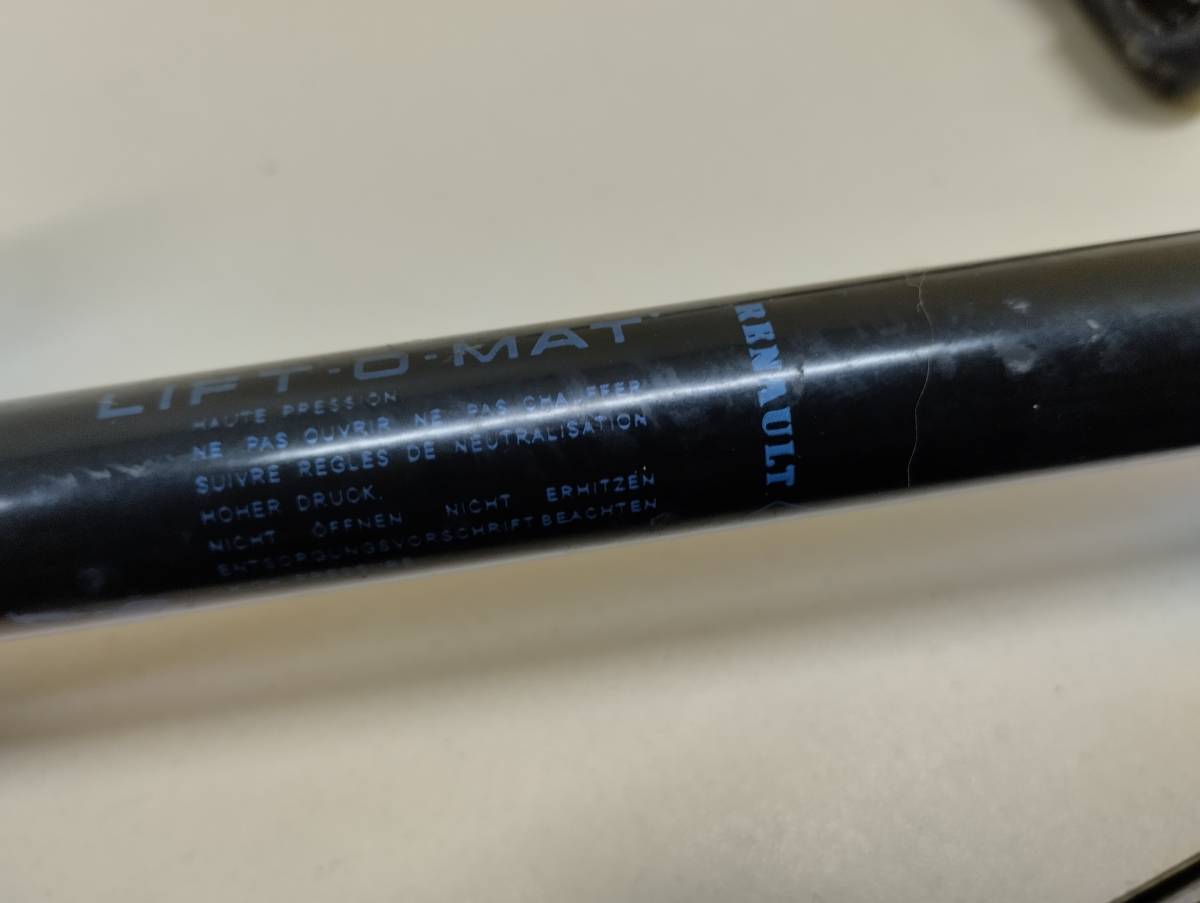 LIFT-O-MAT
HAUTE PRESSION
NE PAS OUVRIR NE PAS CHAUFFER
SUIVRE REGLES DE NEUTRALISATION
HOHER DRUCK.
NICHT ÖFFNEN NICHT ERHITZEN
ENTSORGUNGSVORSCHRIFT BEACHTEN
RENAULT